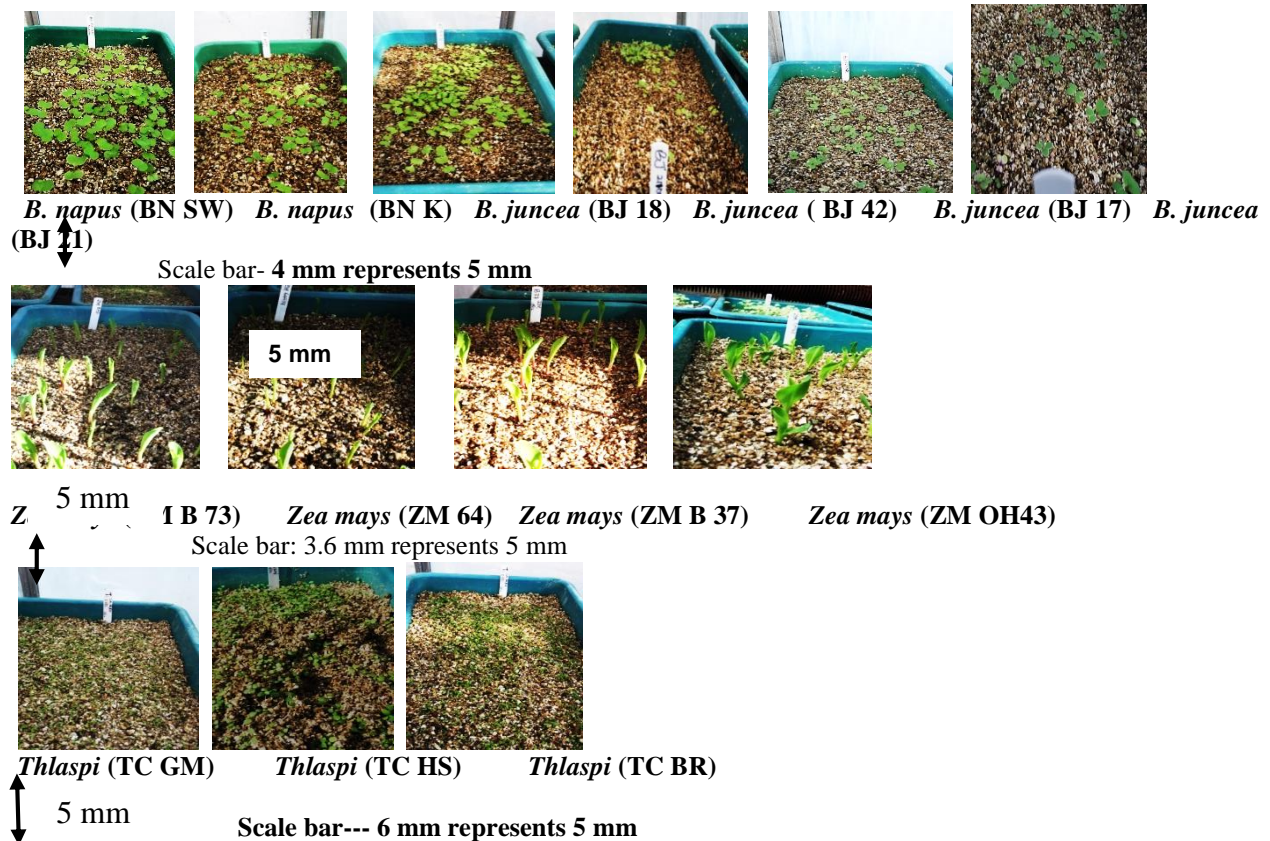 B. napus (BN SW) B. napus (BN K) B. juncea (BJ 18) B. juncea ( BJ 42) B. juncea (BJ 17) B. juncea
(BJ 21)
Scale bar- 4 mm represents 5 mm
5 mm
5 mm
B 73) Zea mays (ZM 64) Zea mays (ZM B 37) Zea mays (ZM OH43)
Scale bar: 3.6 mm represents 5 mm
Thlaspi (TC GM) Thlaspi (TC HS) Thlaspi (TC BR)
5 mm
Scale bar--- 6 mm represents 5 mm